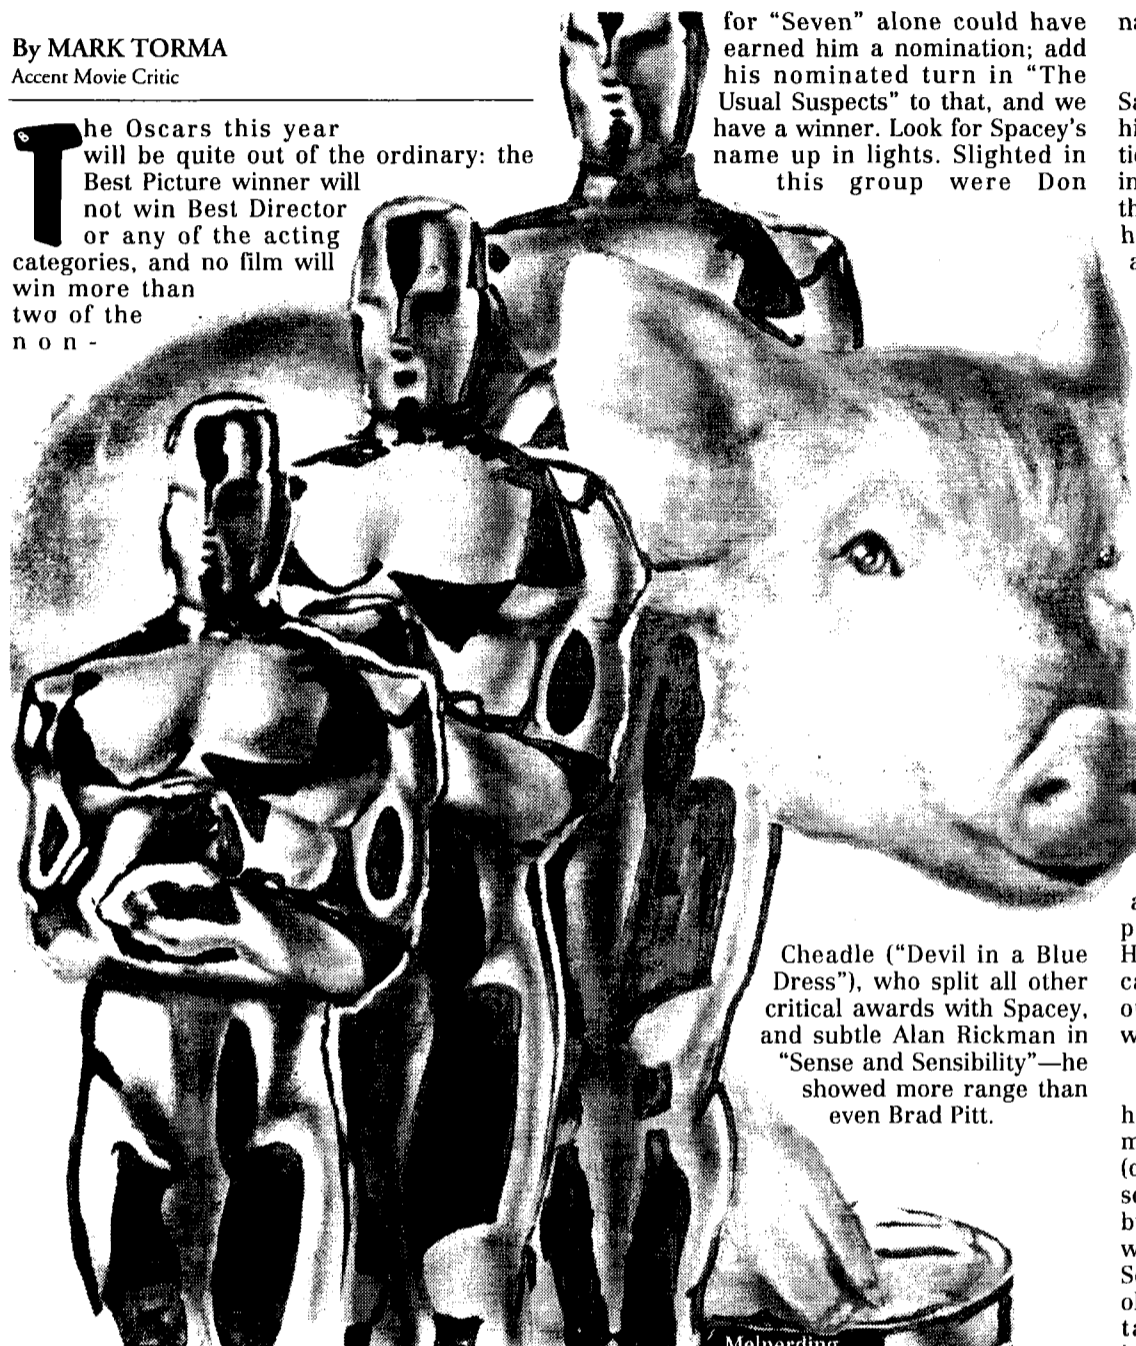 By MARK TORMA
Accent Movie Critic
The Oscars this year
will be quite out of the ordinary: the
Best Picture winner will
not win Best Director
or any of the acting
categories, and no film will
win more than
two of the
non-
for “Seven” alone could have
earned him a nomination; add
his nominated turn in “The
Usual Suspects” to that, and we
have a winner. Look for Spacey's
name up in lights. Slighted in
this group were Don
Cheadle (“Devil in a Blue
Dress”), who split all other
critical awards with Spacey,
and subtle Alan Rickman in
“Sense and Sensibility”—he
showed more range than
even Brad Pitt.